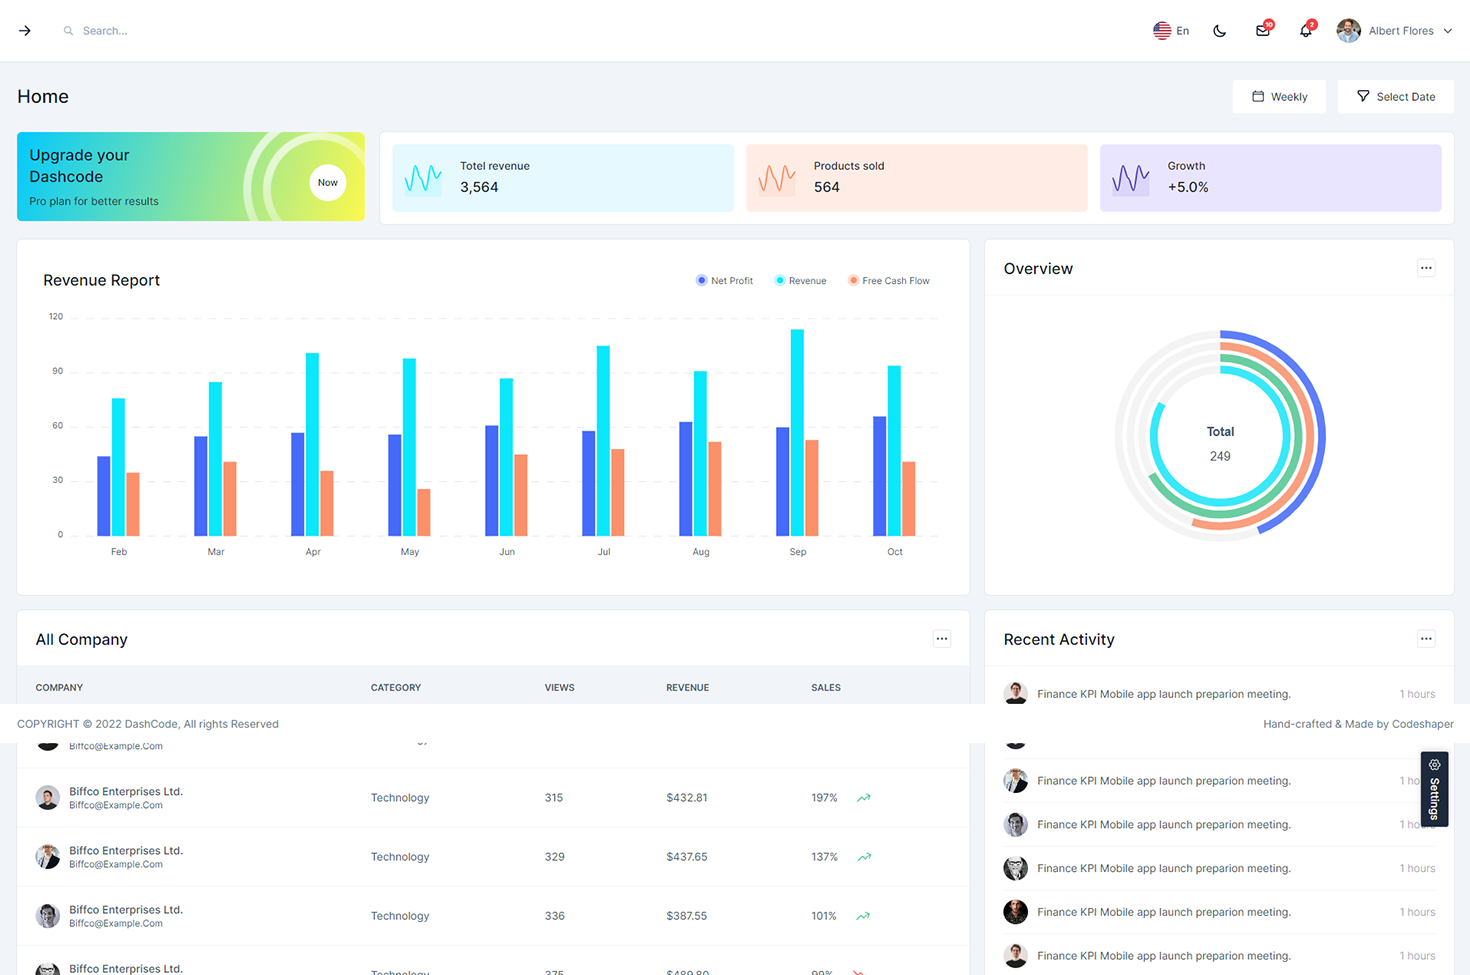 Search...
En
10
2
Albert Flores
Home
Weekly
Select Date
Upgrade your
Dashcode
Pro plan for better results
Now
Totel revenue
3,564
Products sold
564
Growth
+5.0%
Revenue Report
Net Profit
Revenue
Free Cash Flow
120
90
60
30
0
Feb
Mar
Apr
May
Jun
Jul
Aug
Sep
Oct
Overview
Total
249
All Company
COMPANY
CATEGORY
VIEWS
REVENUE
SALES
Recent Activity
Finance KPI Mobile app launch preparion meeting.
1 hours
COPYRIGHT © 2022 DashCode, All rights Reserved
Hand-crafted & Made by Codeshaper
Biffco@Example.Com
Biffco Enterprises Ltd.
Biffco@Example.Com
Technology
315
$432.81
197%
Biffco Enterprises Ltd.
Biffco@Example.Com
Technology
329
$437.65
137%
Biffco Enterprises Ltd.
Biffco@Example.Com
Technology
336
$387.55
101%
Biffco Enterprises Ltd.
Technology
375
$489.80
99%
Finance KPI Mobile app launch preparion meeting.
1 ho
Finance KPI Mobile app launch preparion meeting.
1 ho
Finance KPI Mobile app launch preparion meeting.
1 hours
Finance KPI Mobile app launch preparion meeting.
1 hours
Finance KPI Mobile app launch preparion meeting.
1 hours
Settings